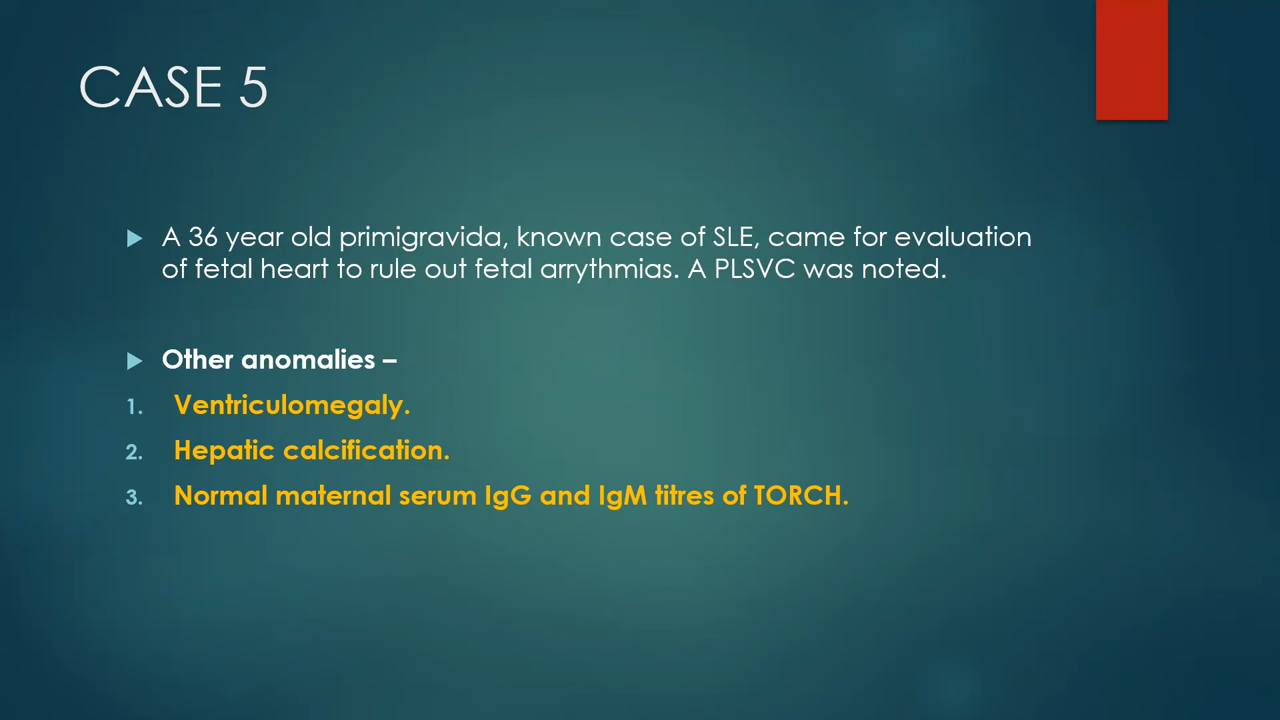 CASE 5
A 36 year old primigravida, known case of SLE, came for evaluation
of fetal heart to rule out fetal arrythmias. A PLSVC was noted.
Other anomalies –
1. Ventriculomegaly.
2. Hepatic calcification.
3. Normal maternal serum IgG and IgM titres of TORCH.